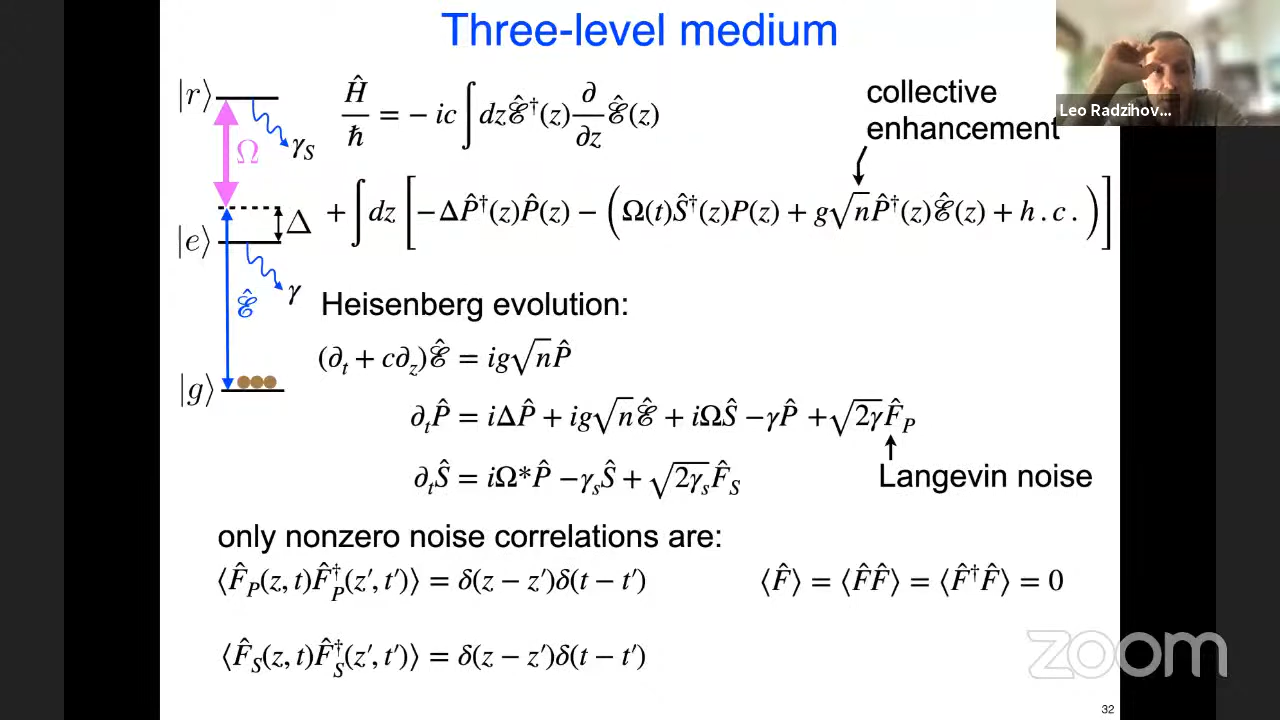 Three-level medium
|r⟩
γ_S
Ω
Δ
|e⟩
γ
ℰ̂
|g⟩
Ĥ/ħ = − ic ∫ dzℰ̂†(z) ∂/∂z ℰ̂(z)
collective
enhancement
Leo Radzihov...
+ ∫ dz [−ΔP̂†(z)P̂(z) − (Ω(t)Ŝ†(z)P(z) + g√n P̂†(z)ℰ̂(z) + h . c . )]
Heisenberg evolution:
(∂_t + c∂_z)ℰ̂ = ig√n P̂
∂_t P̂ = iΔP̂ + ig√n ℰ̂ + iΩŜ −γP̂ +√2γ F̂_P
∂_t Ŝ = iΩ*P̂ −γ_s Ŝ + √2γ_s F̂_S
Langevin noise
only nonzero noise correlations are:
⟨F̂_P(z, t)F̂_P†(z′, t′)⟩ = δ(z − z′)δ(t − t′)
⟨F̂⟩ = ⟨F̂F̂⟩ = ⟨F̂†F̂⟩ = 0
⟨F̂_S(z, t)F̂_S†(z′, t′)⟩ = δ(z − z′)δ(t − t′)
zoom
32